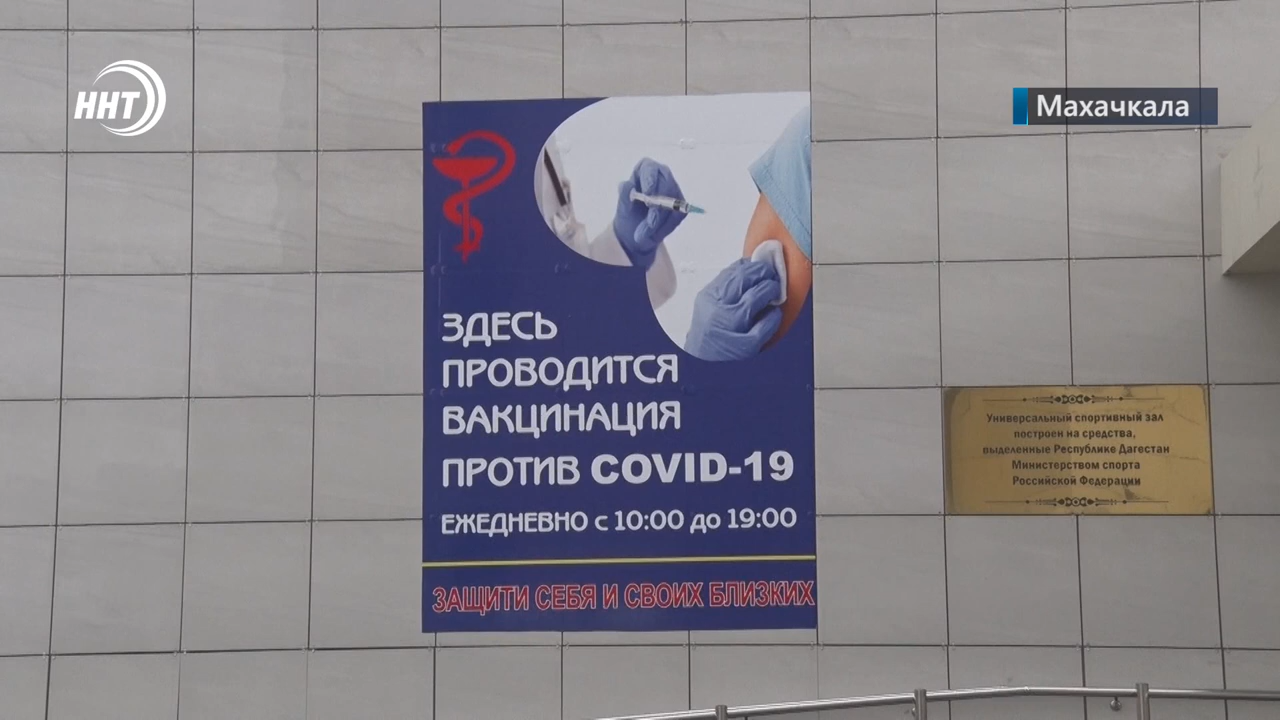 ННТ
Махачкала
ЗДЕСЬ
ПРОВОДИТСЯ
ВАКЦИНАЦИЯ
ПРОТИВ COVID-19
ЕЖЕДНЕВНО с 10:00 до 19:00
ЗАЩИТИ СЕБЯ И СВОИХ БЛИЗКИХ
Универсальный спортивный зал
построен на средства,
выделенные Республике Дагестан
Министерством спорта
Российской Федерации